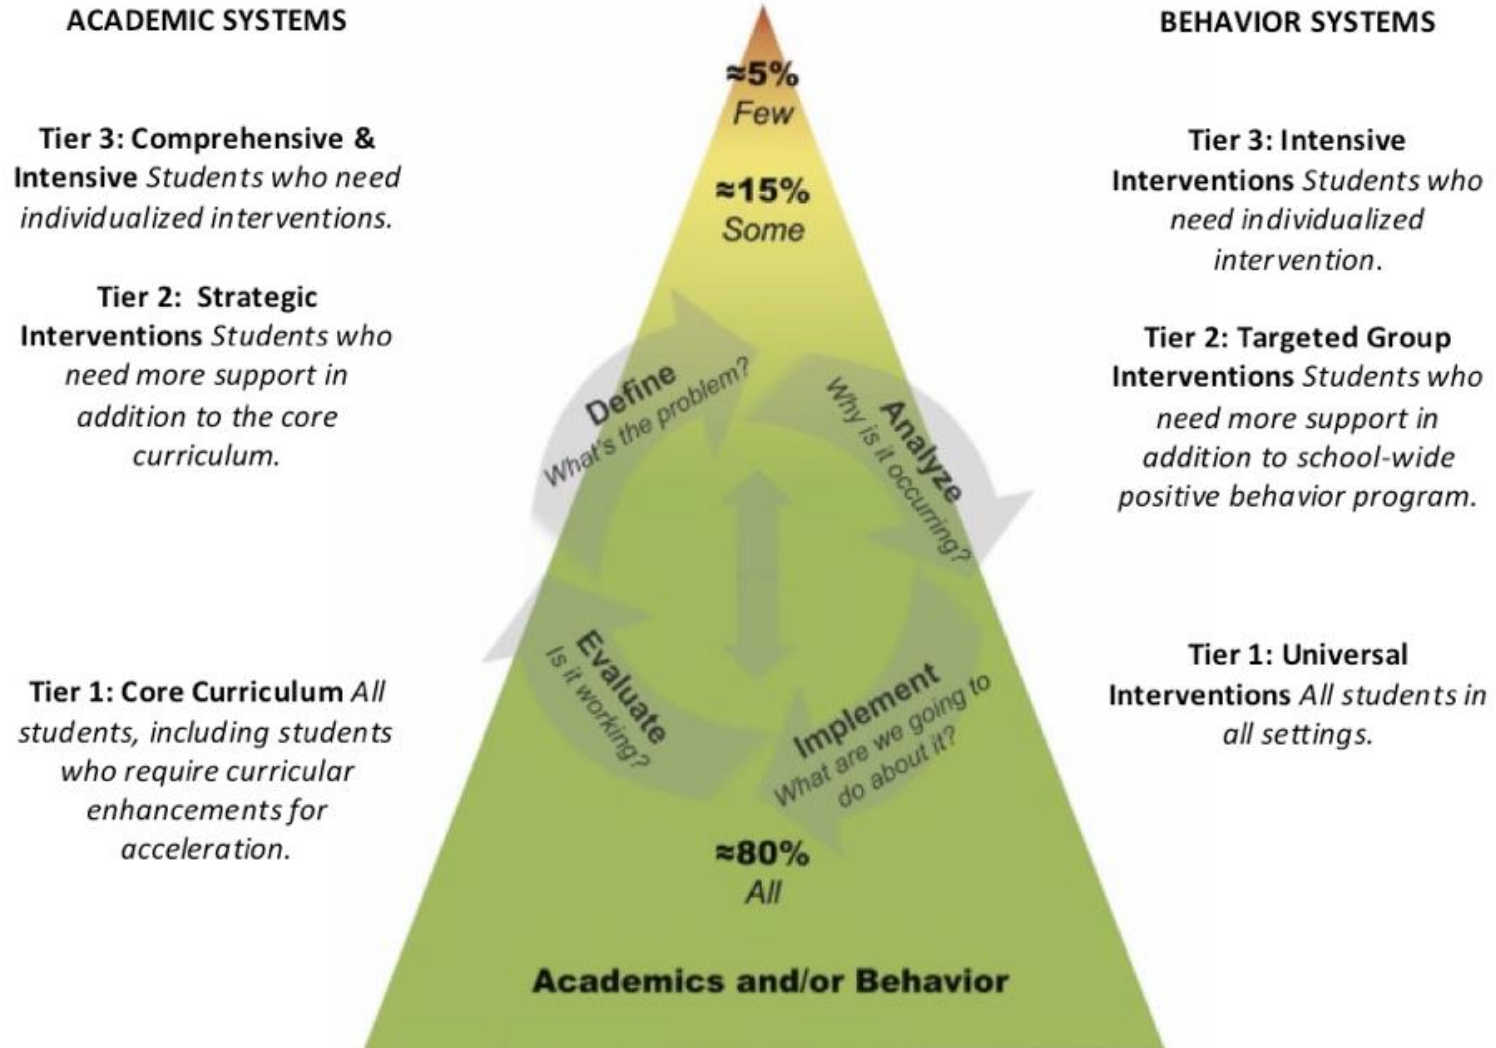 ACADEMIC SYSTEMS
Tier 3: Comprehensive &
Intensive Students who need
individualized interventions.
Tier 2:  Strategic
Interventions Students who
need more support in
addition to the core
curriculum.
Tier 1: Core Curriculum All
students, including students
who require curricular
enhancements for
acceleration.
≈5%
Few
≈15%
Some
Define
What's the problem?
Analyze
Why is it occurring?
Implement
What are we going to
do about it?
Evaluate
Is it working?
≈80%
All
Academics and/or Behavior
BEHAVIOR SYSTEMS
Tier 3: Intensive
Interventions Students who
need individualized
intervention.
Tier 2: Targeted Group
Interventions Students who
need more support in
addition to school-wide
positive behavior program.
Tier 1: Universal
Interventions All students in
all settings.